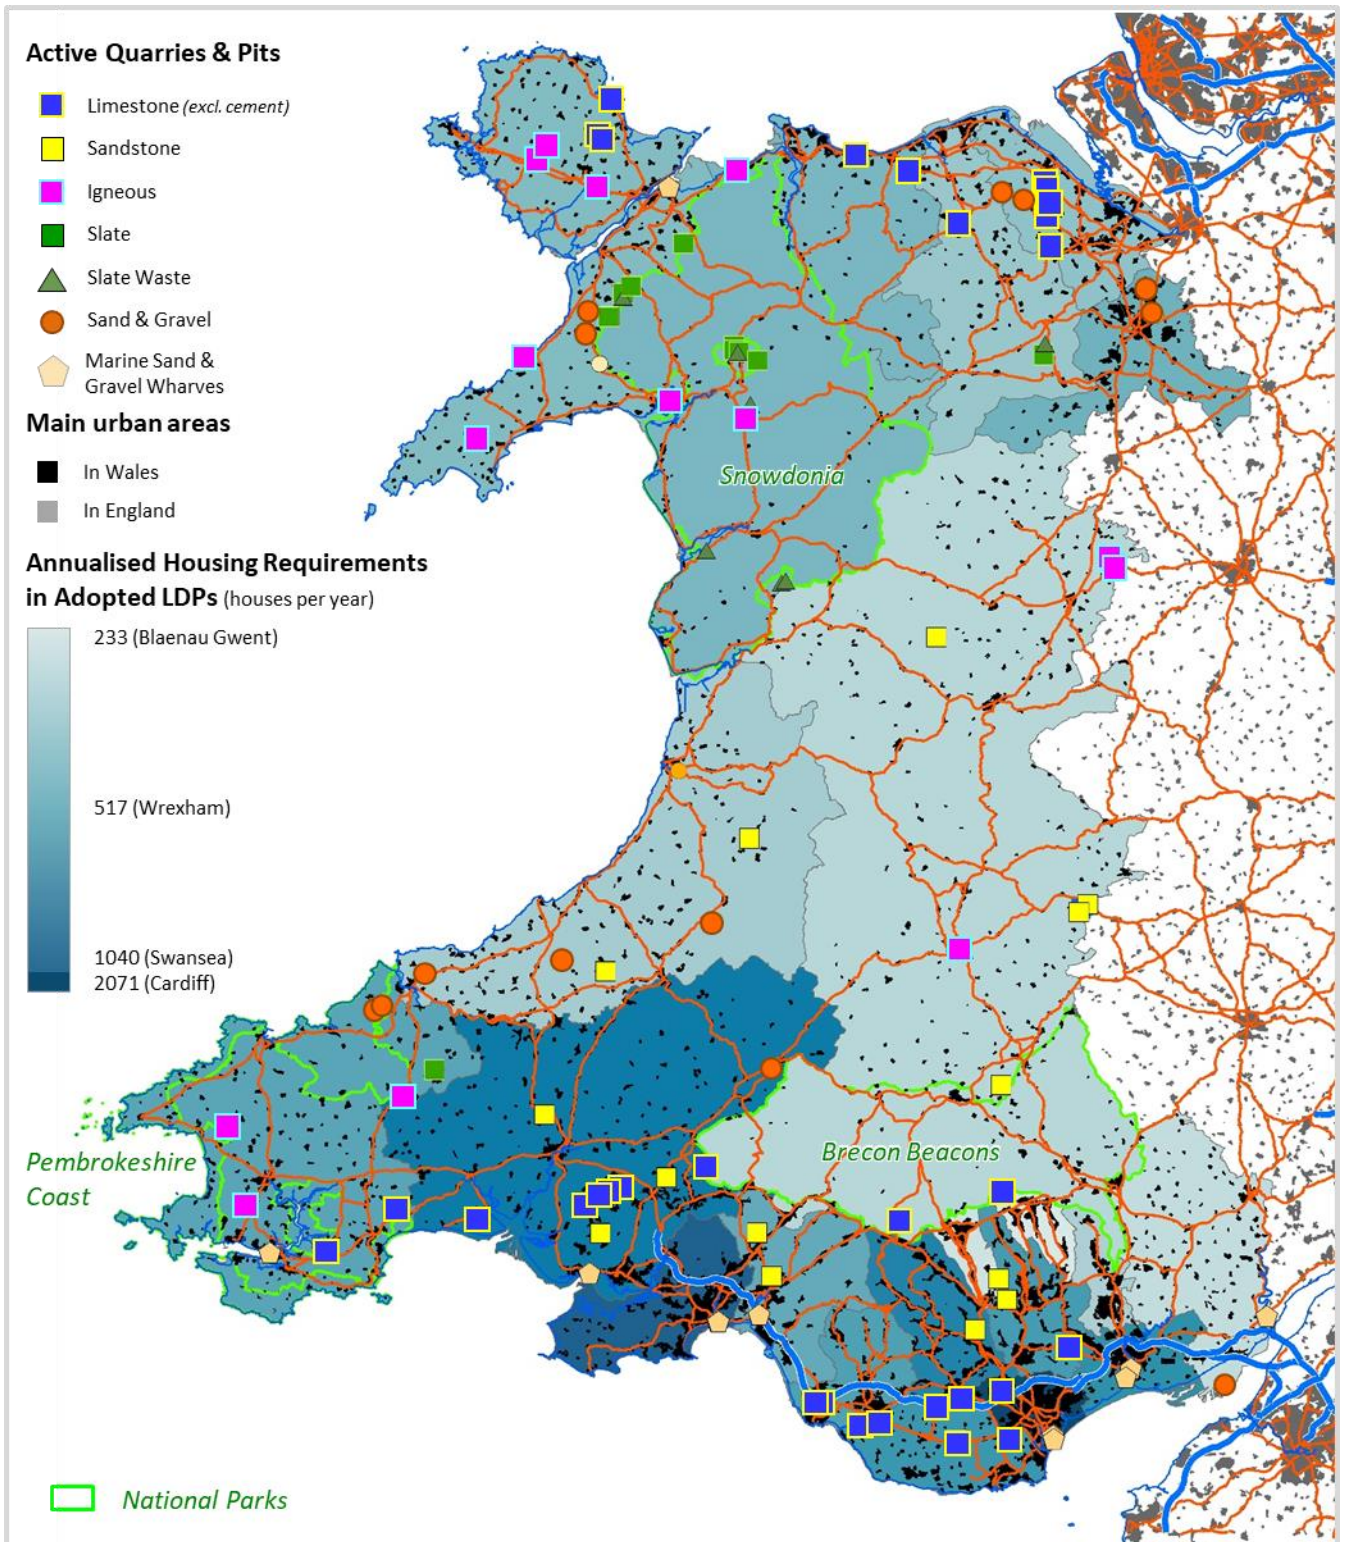 Active Quarries & Pits
Limestone (excl. cement)
Sandstone
Igneous
Slate
Slate Waste
Sand & Gravel
Marine Sand &
Gravel Wharves
Main urban areas
In Wales
In England
Annualised Housing Requirements
in Adopted LDPs (houses per year)
233 (Blaenau Gwent)
517 (Wrexham)
1040 (Swansea)
2071 (Cardiff)
Snowdonia
Pembrokeshire
Coast
Brecon Beacons
National Parks